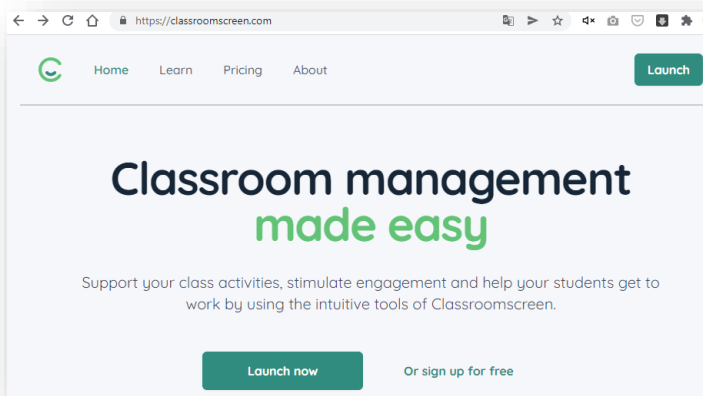 https://classroomscreen.com
Home Learn Pricing About Launch
Classroom management
made easy
Support your class activities, stimulate engagement and help your students get to
work by using the intuitive tools of Classroomscreen.
Launch now Or sign up for free